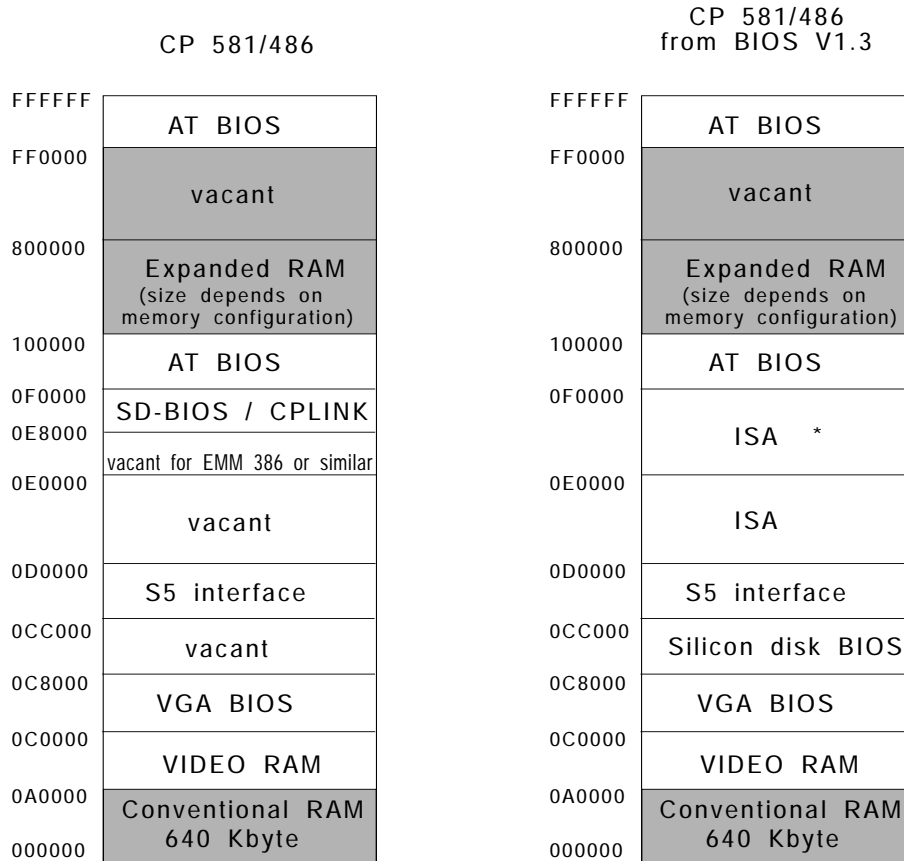 CP 581/486
FFFFFF
AT BIOS
FF0000
vacant
800000
Expanded RAM
(size depends on
memory configuration)
100000
AT BIOS
0F0000
SD-BIOS / CPLINK
0E8000
vacant for EMM 386 or similar
0E0000
vacant
0D0000
S5 interface
0CC000
vacant
0C8000
VGA BIOS
0C0000
VIDEO RAM
0A0000
Conventional RAM
640 Kbyte
000000
CP 581/486
from BIOS V1.3
FFFFFF
AT BIOS
FF0000
vacant
800000
Expanded RAM
(size depends on
memory configuration)
100000
AT BIOS
0F0000
ISA *
0E0000
ISA
0D0000
S5 interface
0CC000
Silicon disk BIOS
0C8000
VGA BIOS
0C0000
VIDEO RAM
0A0000
Conventional RAM
640 Kbyte
000000